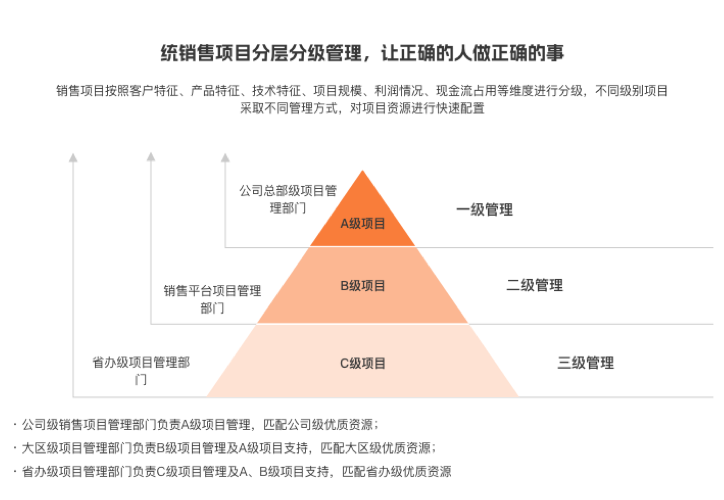 统销售项目分层分级管理，让正确的人做正确的事
销售项目按照客户特征、产品特征、技术特征、项目规模、利润情况、现金流占用等维度进行分级，不同级别项目
采取不同管理方式，对项目资源进行快速配置
公司总部级项目管
理部门
A级项目
一级管理
销售平台项目管理
部门
B级项目
二级管理
省办级项目管理部
门
C级项目
三级管理
· 公司级销售项目管理部门负责A级项目管理，匹配公司级优质资源；
· 大区级项目管理部门负责B级项目管理及A级项目支持，匹配大区级优质资源；
· 省办级项目管理部门负责C级项目管理及A、B级项目支持，匹配省办级优质资源